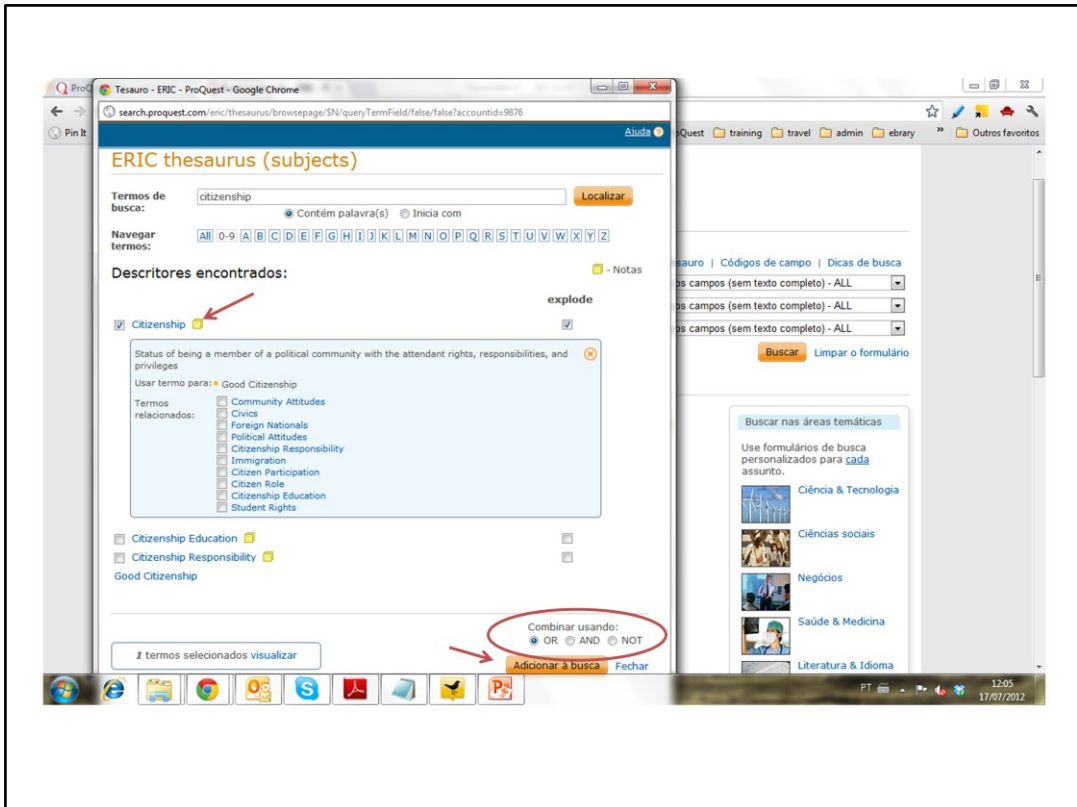 ProQ
Tesauro - ERIC - ProQuest - Google Chrome
search.proquest.com/eric/thesaurus/browsepage/$N/queryTermField/false/false?accountid=9876
Pin It
Quest training travel admin ebrary » Outros favoritos
Ajuda ?
ERIC thesaurus (subjects)
Termos de busca: citizenship Localizar
Contém palavra(s) Inicia com
Navegar termos: All 0-9 A B C D E F G H I J K L M N O P Q R S T U V W X Y Z
Descritores encontrados: - Notas
explode
Citizenship
Status of being a member of a political community with the attendant rights, responsibilities, and
privileges
Usar termo para: Good Citizenship
Termos relacionados:
Community Attitudes
Civics
Foreign Nationals
Political Attitudes
Citizenship Responsibility
Immigration
Citizen Participation
Citizen Role
Citizenship Education
Student Rights
Citizenship Education
Citizenship Responsibility
Good Citizenship
Combinar usando:
OR AND NOT
1 termos selecionados visualizar
Adicionar à busca Fechar
sauro | Códigos de campo | Dicas de busca
os campos (sem texto completo) - ALL
os campos (sem texto completo) - ALL
os campos (sem texto completo) - ALL
Buscar Limpar o formulário
Buscar nas áreas temáticas
Use formulários de busca
personalizados para cada
assunto.
Ciência & Tecnologia
Ciências sociais
Negócios
Saúde & Medicina
Literatura & Idioma
PT
12:05
17/07/2012